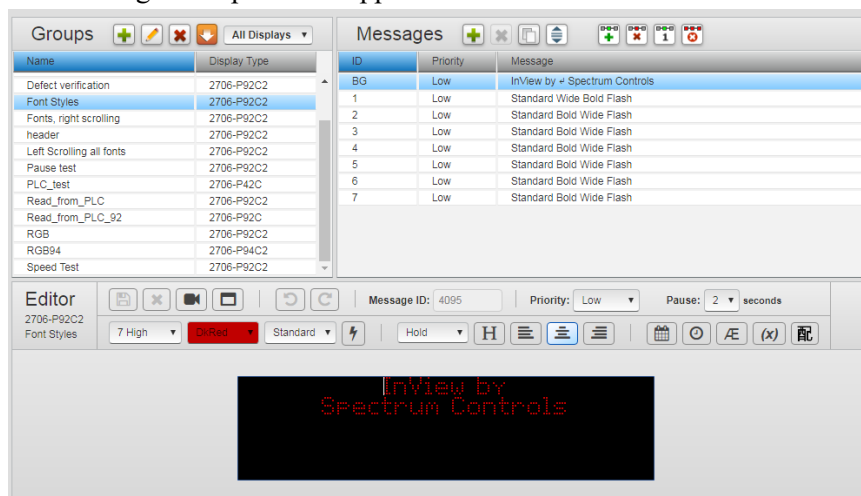 Groups All Displays
Name Display Type
Defect verification 2706-P92C2
Font Styles 2706-P92C2
Fonts, right scrolling 2706-P92C2
header 2706-P92C2
Left Scrolling all fonts 2706-P92C2
Pause test 2706-P92C2
PLC_test 2706-P42C
Read_from_PLC 2706-P92C2
Read_from_PLC_92 2706-P92C
RGB 2706-P92C2
RGB94 2706-P94C2
Speed Test 2706-P92C2
Messages 1
ID Priority Message
BG Low InView by ↲ Spectrum Controls
1 Low Standard Wide Bold Flash
2 Low Standard Bold Wide Flash
3 Low Standard Bold Wide Flash
4 Low Standard Bold Wide Flash
5 Low Standard Bold Wide Flash
6 Low Standard Bold Wide Flash
7 Low Standard Bold Wide Flash
Editor Message ID: 4095 Priority: Low Pause: 2 seconds
2706-P92C2
Font Styles 7 High DkRed Standard Hold H Æ (x) 配
InView by
Spectrum Controls